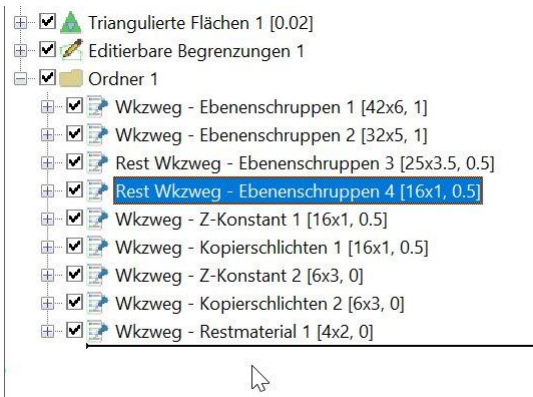 Triangulierte Flächen 1 [0.02]
Editierbare Begrenzungen 1
Ordner 1
Wkzweg - Ebenenschruppen 1 [42x6, 1]
Wkzweg - Ebenenschruppen 2 [32x5, 1]
Rest Wkzweg - Ebenenschruppen 3 [25x3.5, 0.5]
Rest Wkzweg - Ebenenschruppen 4 [16x1, 0.5]
Wkzweg - Z-Konstant 1 [16x1, 0.5]
Wkzweg - Kopierschlichten 1 [16x1, 0.5]
Wkzweg - Z-Konstant 2 [6x3, 0]
Wkzweg - Kopierschlichten 2 [6x3, 0]
Wkzweg - Restmaterial 1 [4x2, 0]